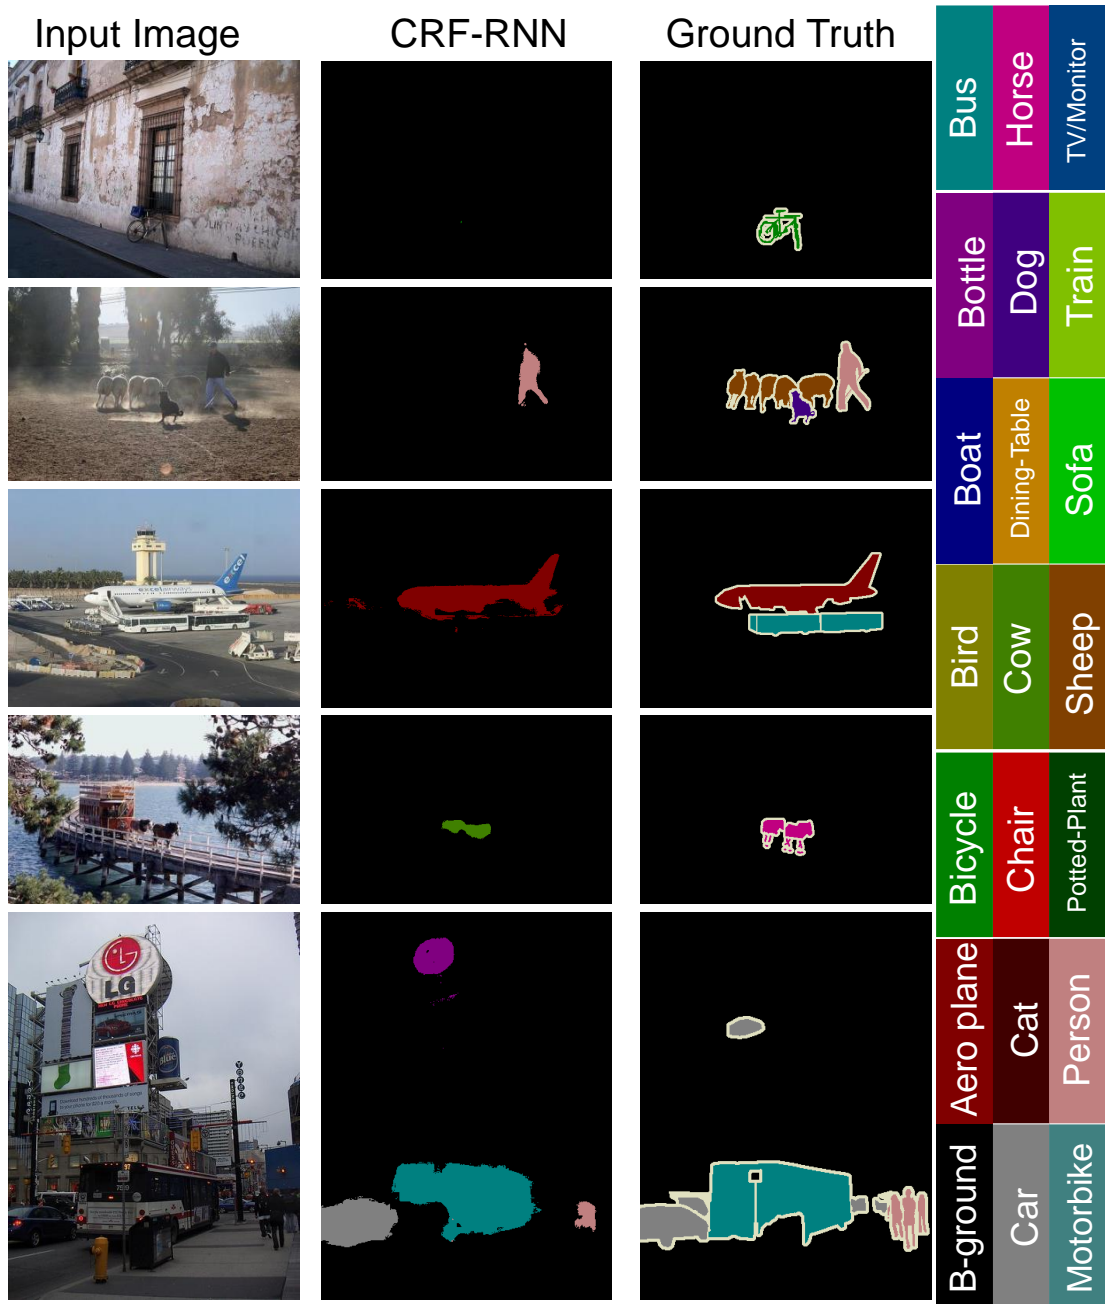 Input Image
CRF-RNN
Ground Truth
Bus
Horse
TV/Monitor
Bottle
Dog
Train
Boat
Dining-Table
Sofa
Bird
Cow
Sheep
Bicycle
Chair
Potted-Plant
Aero plane
Cat
Person
B-ground
Car
Motorbike
excel
LG